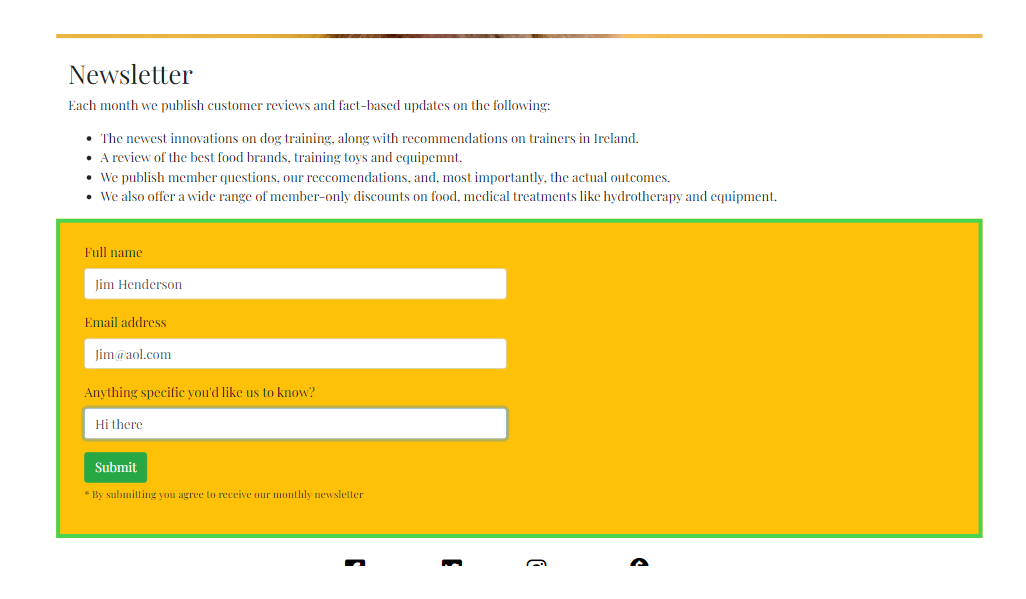 Newsletter
Each month we publish customer reviews and fact-based updates on the following:
• The newest innovations on dog training, along with recommendations on trainers in Ireland.
• A review of the best food brands, training toys and equipemnt.
• We publish member questions, our reccomendations, and, most importantly, the actual outcomes.
• We also offer a wide range of member-only discounts on food, medical treatments like hydrotherapy and equipment.
Full name
Jim Henderson
Email address
Jim@aol.com
Anything specific you'd like us to know?
Hi there
Submit
* By submitting you agree to receive our monthly newsletter